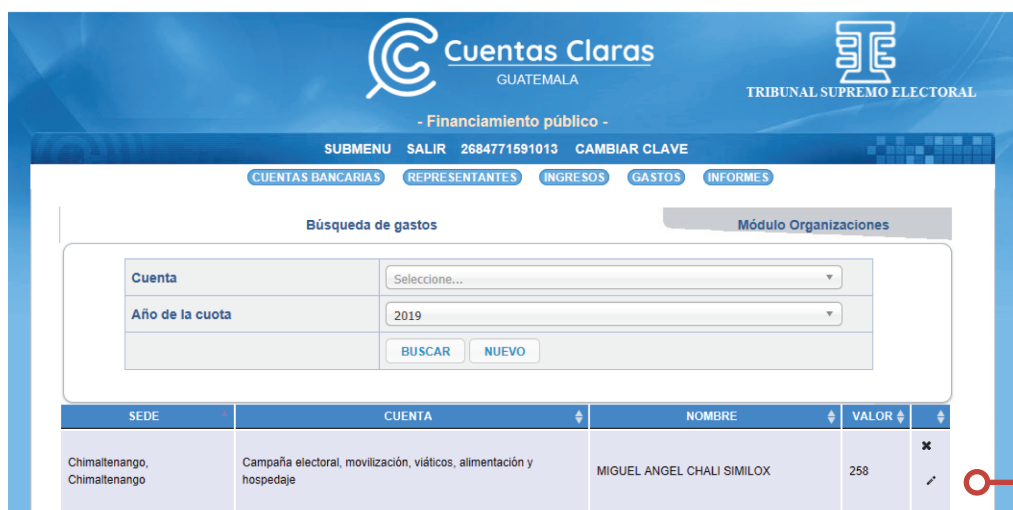 Cuentas Claras
GUATEMALA
TRIBUNAL SUPREMO ELECTORAL
- Financiamiento público -
SUBMENU SALIR 2684771591013 CAMBIAR CLAVE
CUENTAS BANCARIAS REPRESENTANTES INGRESOS GASTOS INFORMES
Búsqueda de gastos Módulo Organizaciones
Cuenta Seleccione...
Año de la cuota 2019
BUSCAR NUEVO
SEDE CUENTA NOMBRE VALOR
Chimaltenango,
Chimaltenango
Campaña electoral, movilización, viáticos, alimentación y
hospedaje
MIGUEL ANGEL CHALI SIMILOX
258